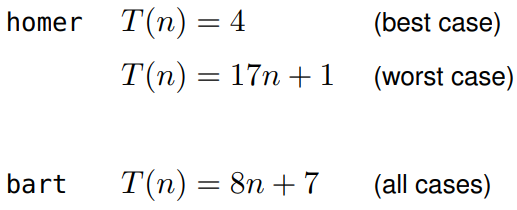 homer T(n) = 4 (best case)
T(n) = 17n + 1 (worst case)
bart T(n) = 8n + 7 (all cases)